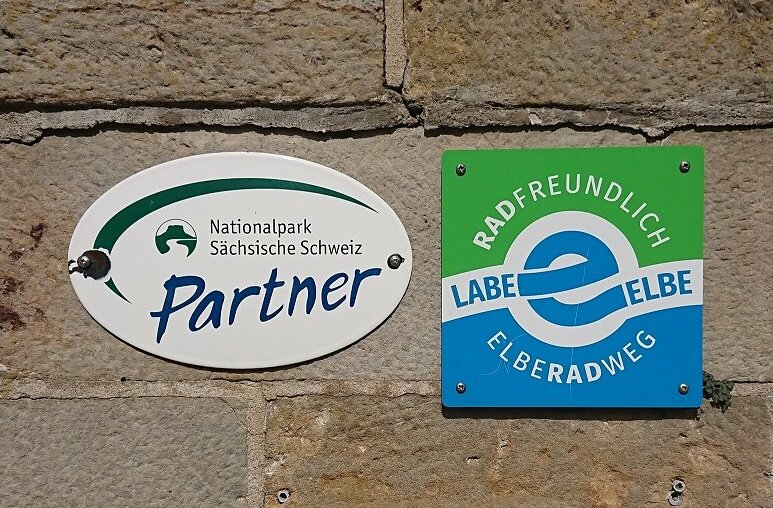 Nationalpark
Sächsische Schweiz
Partner
RADFREUNDLICH
LABE ELBE
ELBERADWEG